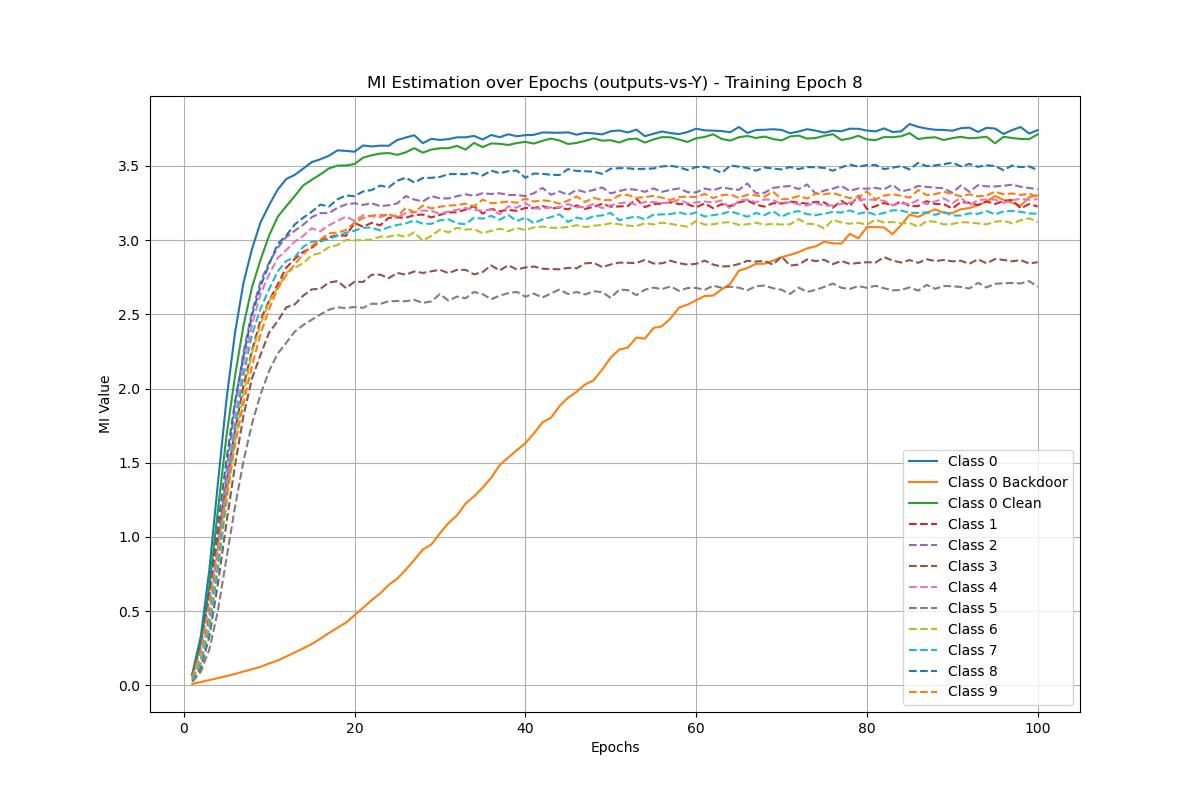 MI Estimation over Epochs (outputs-vs-Y) - Training Epoch 8
MI Value
3.5
3.0
2.5
2.0
1.5
1.0
0.5
0.0
0
20
40
60
80
100
Epochs
Class 0
Class 0 Backdoor
Class 0 Clean
Class 1
Class 2
Class 3
Class 4
Class 5
Class 6
Class 7
Class 8
Class 9